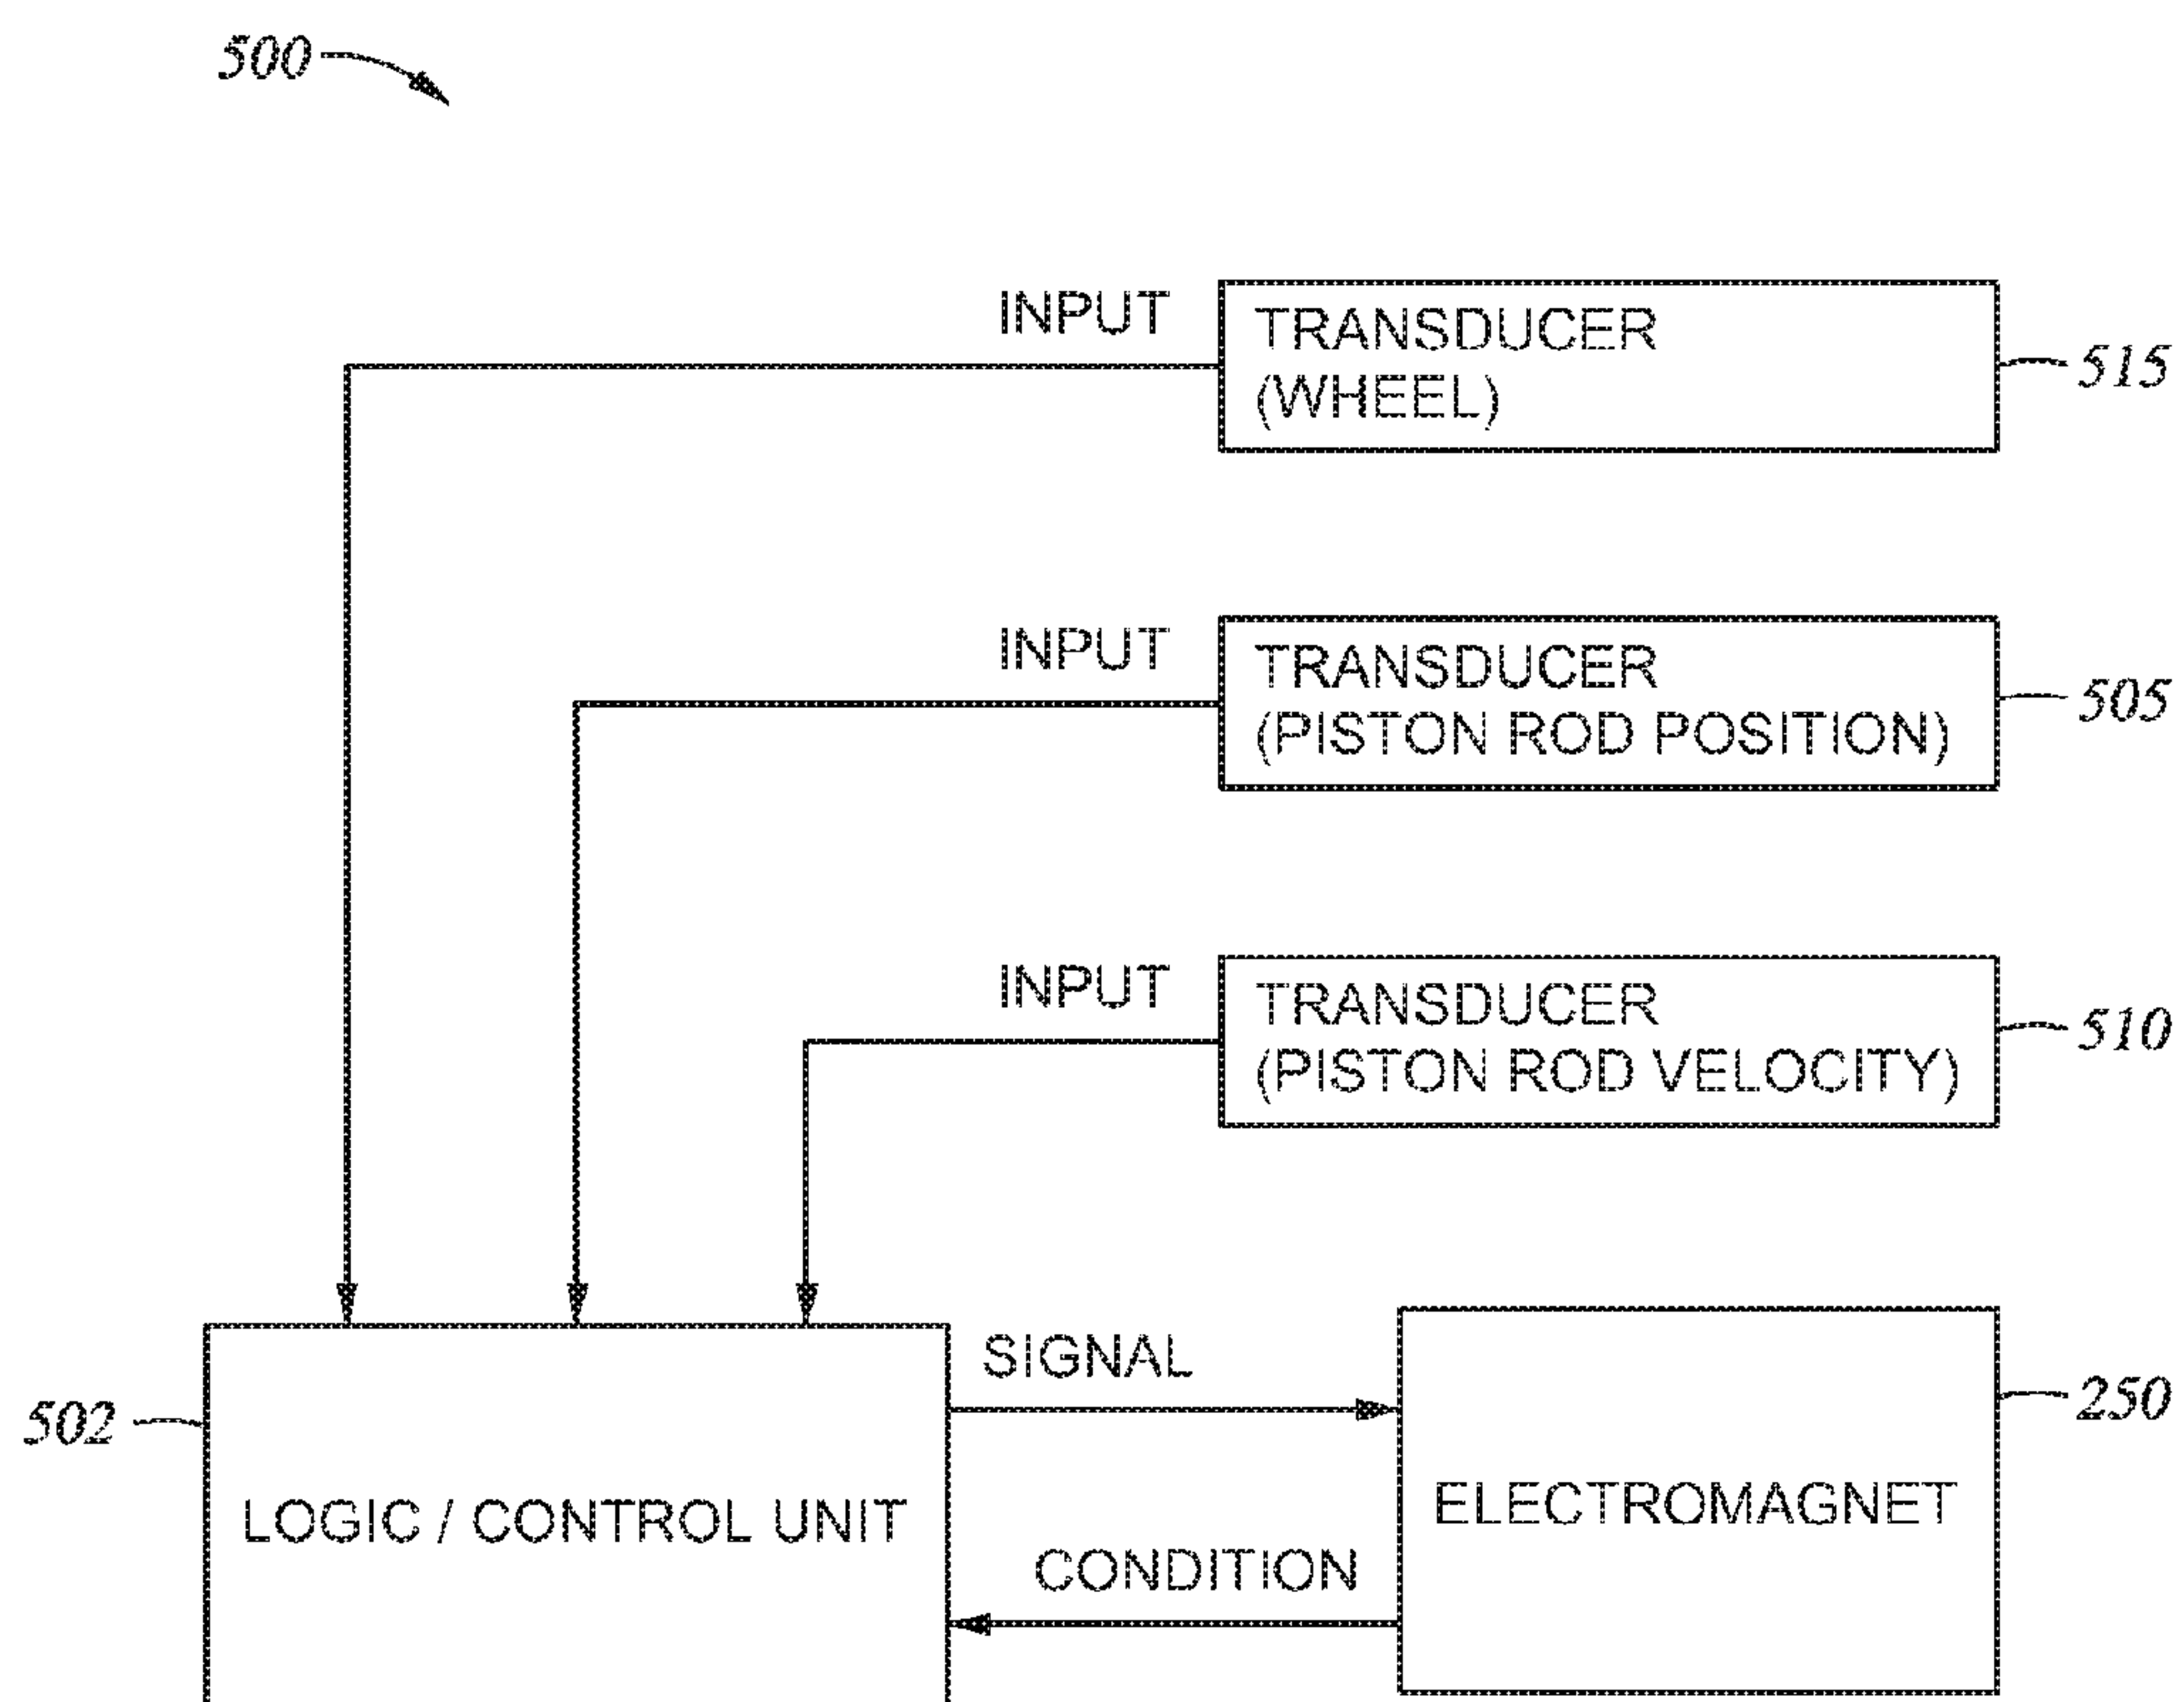 500
INPUT
TRANSDUCER
(WHEEL)
515
INPUT
TRANSDUCER
(PISTON ROD POSITION)
505
INPUT
TRANSDUCER
(PISTON ROD VELOCITY)
510
502
LOGIC / CONTROL UNIT
SIGNAL
CONDITION
ELECTROMAGNET
250